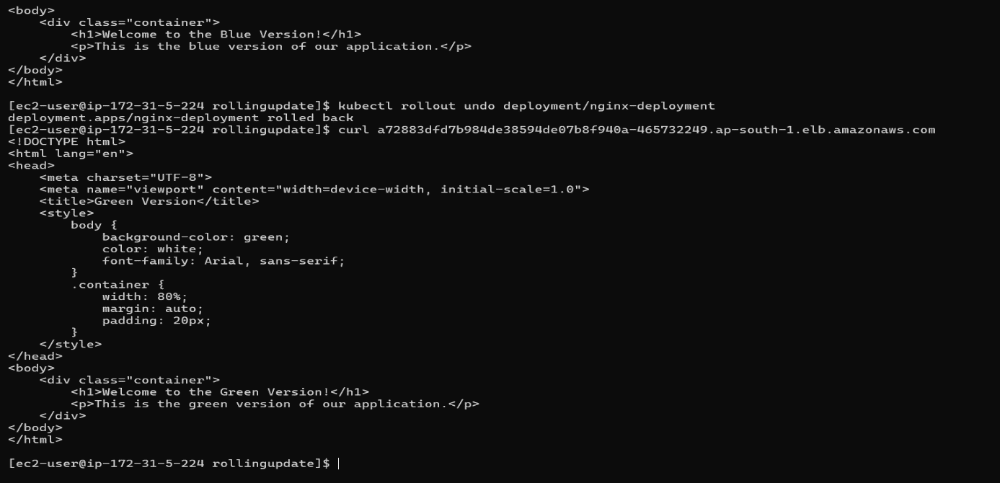 <body>
    <div class="container">
        <h1>Welcome to the Blue Version!</h1>
        <p>This is the blue version of our application.</p>
    </div>
</body>
</html>

[ec2-user@ip-172-31-5-224 rollingupdate]$ kubectl rollout undo deployment/nginx-deployment
deployment.apps/nginx-deployment rolled back
[ec2-user@ip-172-31-5-224 rollingupdate]$ curl a72883dfd7b984de38594de07b8f940a-465732249.ap-south-1.elb.amazonaws.com
<!DOCTYPE html>
<html lang="en">
<head>
    <meta charset="UTF-8">
    <meta name="viewport" content="width=device-width, initial-scale=1.0">
    <title>Green Version</title>
    <style>
        body {
            background-color: green;
            color: white;
            font-family: Arial, sans-serif;
        }
        .container {
            width: 80%;
            margin: auto;
            padding: 20px;
        }
    </style>
</head>
<body>
    <div class="container">
        <h1>Welcome to the Green Version!</h1>
        <p>This is the green version of our application.</p>
    </div>
</body>
</html>

[ec2-user@ip-172-31-5-224 rollingupdate]$